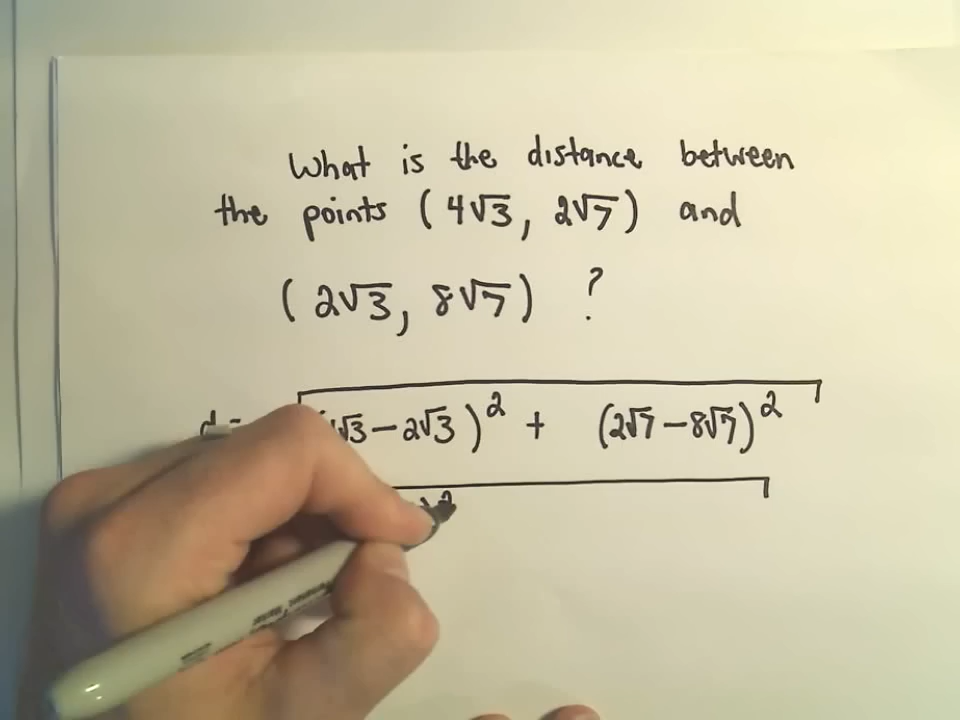 What is the distance between
the points (4√3, 2√7) and
(2√3, 8√7) ?
√3 − 2√3)² + (2√7 − 8√7)²